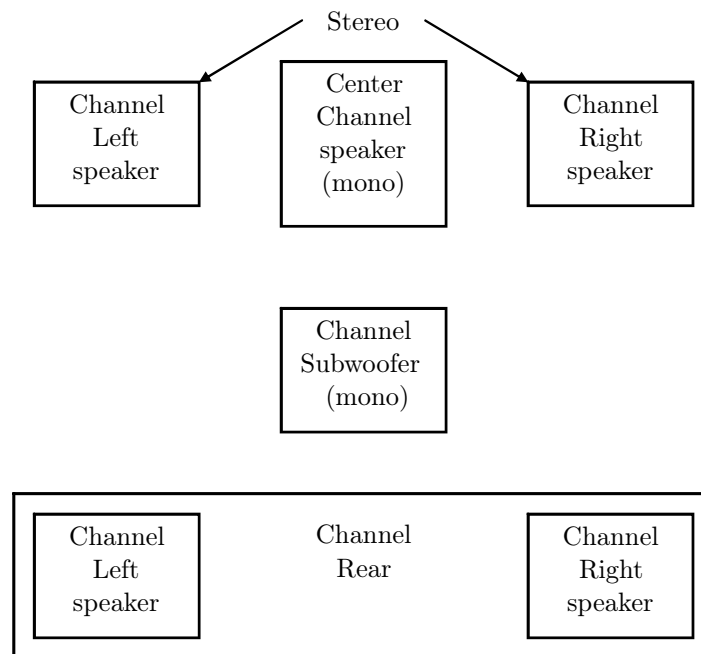 Stereo
Channel
Left
speaker
Center
Channel
speaker
(mono)
Channel
Right
speaker
Channel
Subwoofer
(mono)
Channel
Left
speaker
Channel
Rear
Channel
Right
speaker